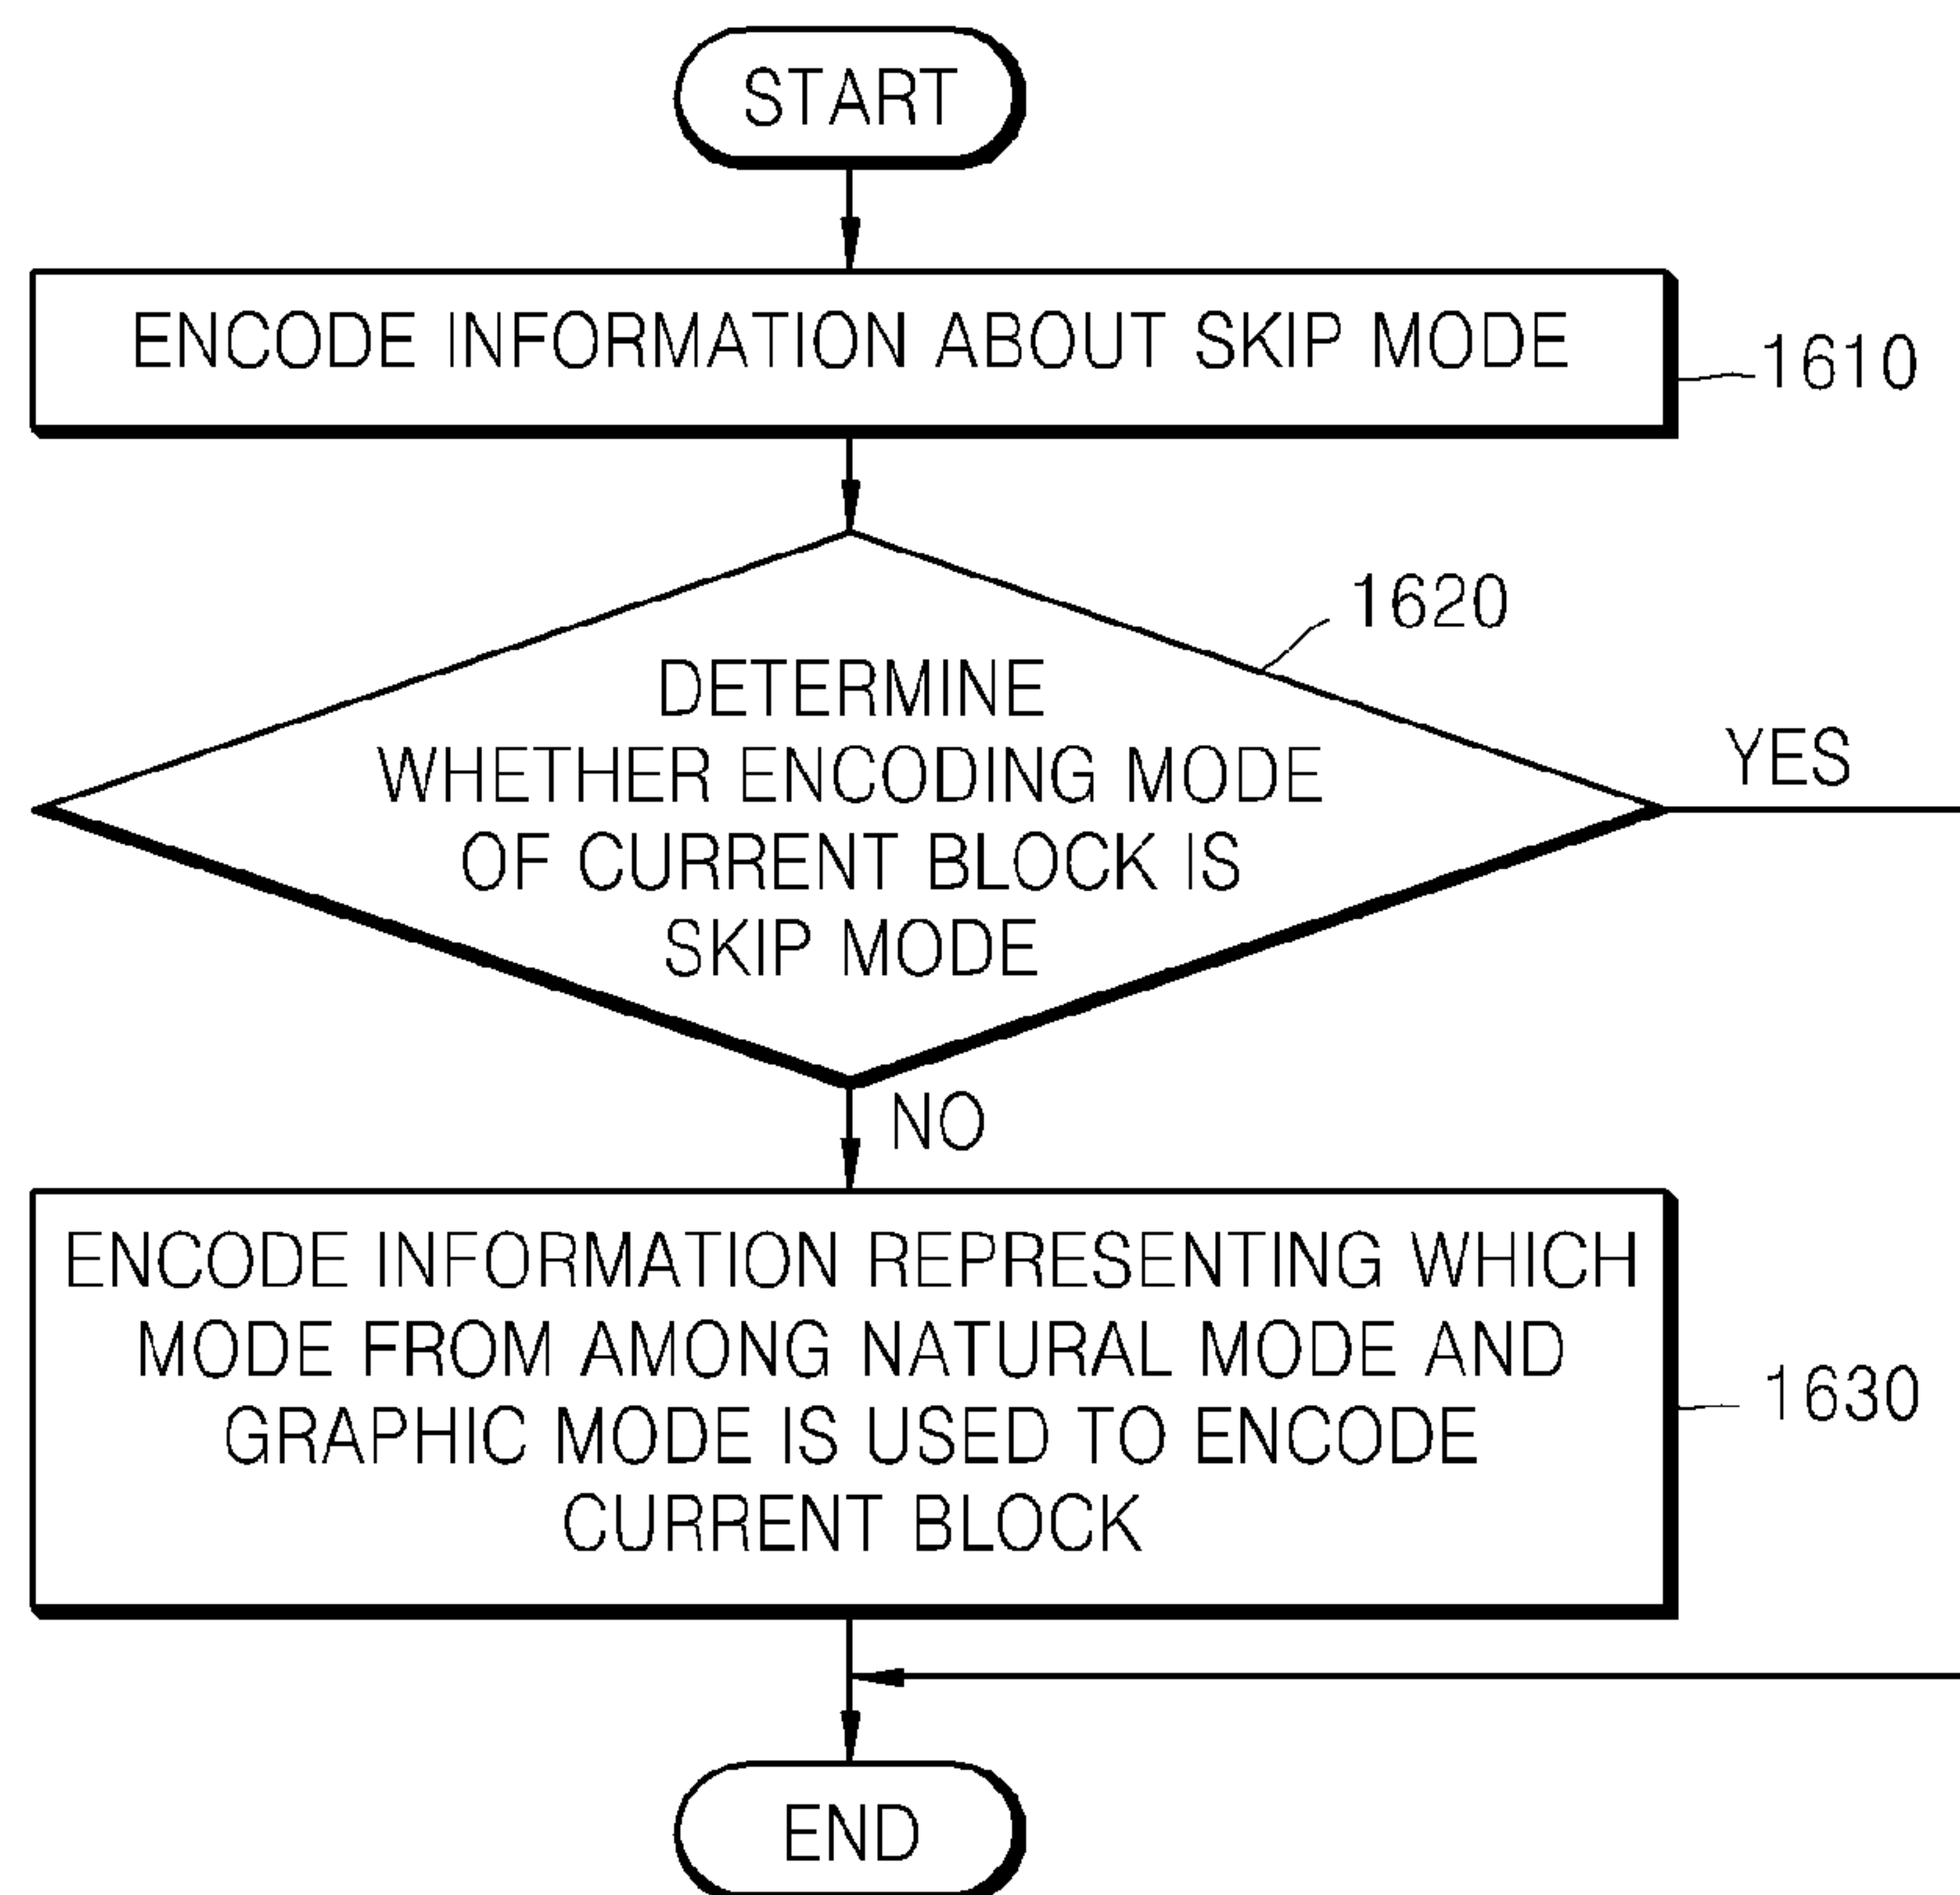 START
ENCODE INFORMATION ABOUT SKIP MODE
1610
1620
DETERMINE
WHETHER ENCODING MODE
OF CURRENT BLOCK IS
SKIP MODE
YES
NO
ENCODE INFORMATION REPRESENTING WHICH
MODE FROM AMONG NATURAL MODE AND
GRAPHIC MODE IS USED TO ENCODE
CURRENT BLOCK
1630
END